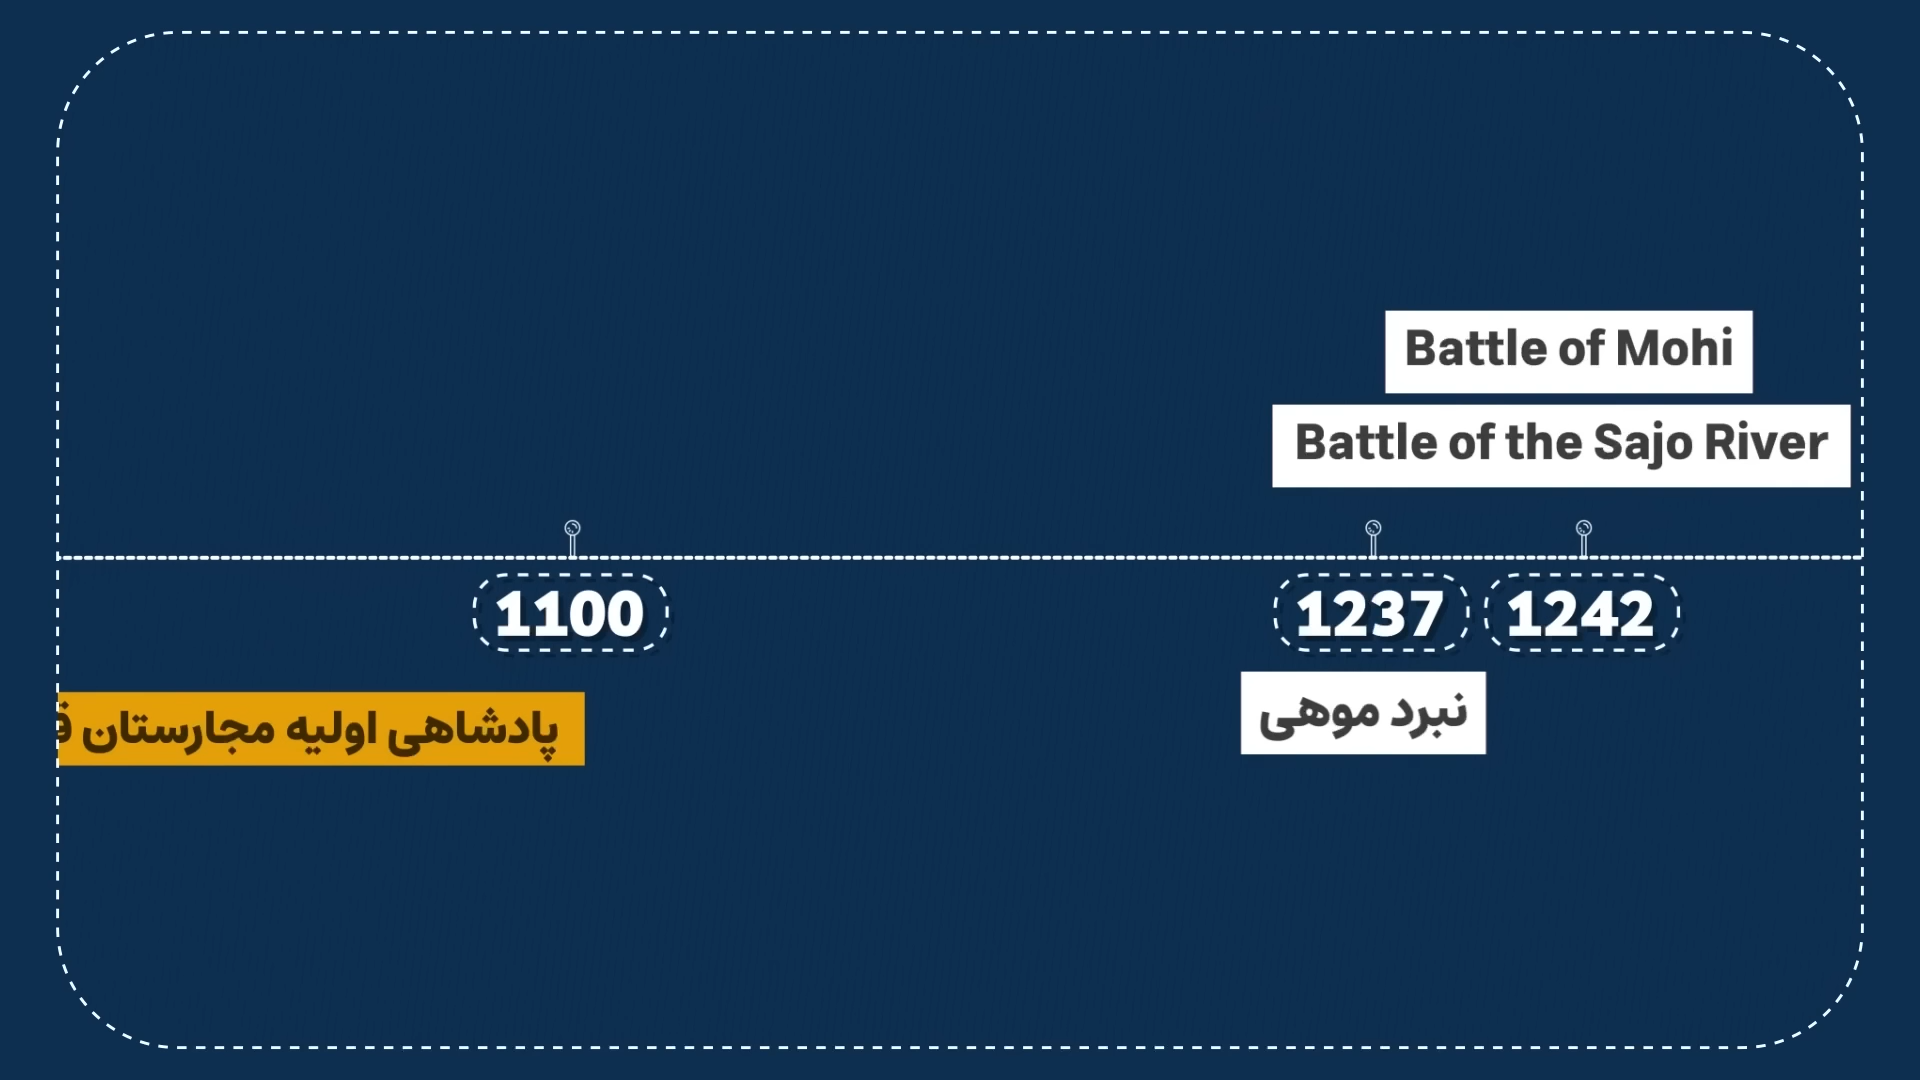 Battle of Mohi
Battle of the Sajo River
1100
1237
1242
نبرد موهی
پادشاهی اولیه مجارستان